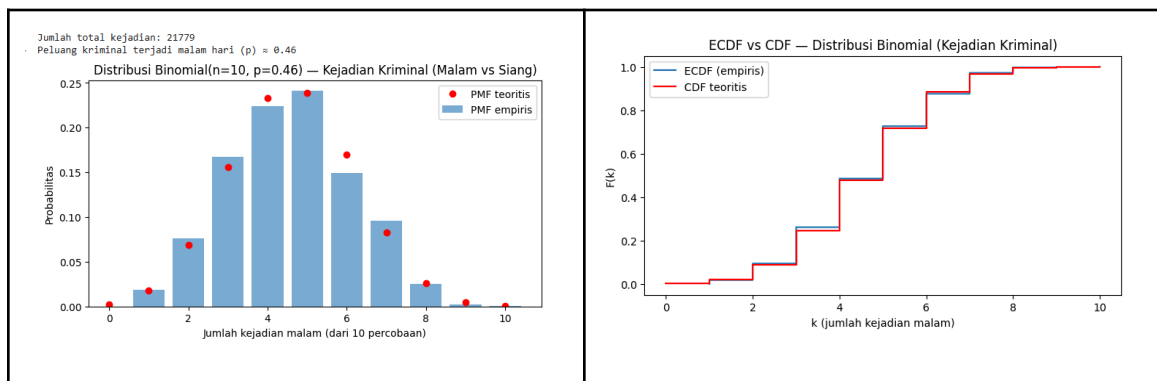 Jumlah total kejadian: 21779
Peluang kriminal terjadi malam hari (p) ≈ 0.46
Distribusi Binomial(n=10, p=0.46) — Kejadian Kriminal (Malam vs Siang)
PMF teoritis
PMF empiris
Probabilitas
0.25
0.20
0.15
0.10
0.05
0.00
0 2 4 6 8 10
Jumlah kejadian malam (dari 10 percobaan)
ECDF vs CDF — Distribusi Binomial (Kejadian Kriminal)
ECDF (empiris)
CDF teoritis
F(k)
1.0
0.8
0.6
0.4
0.2
0.0
0 2 4 6 8 10
k (jumlah kejadian malam)